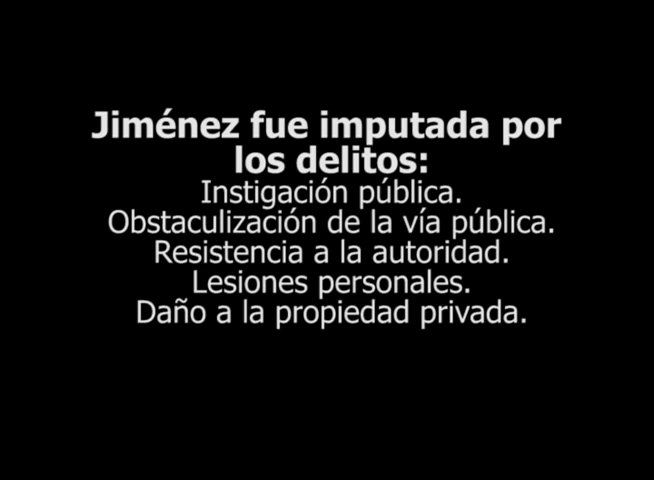 Jiménez fue imputada por
los delitos:
Instigación pública.
Obstaculización de la vía pública.
Resistencia a la autoridad.
Lesiones personales.
Daño a la propiedad privada.